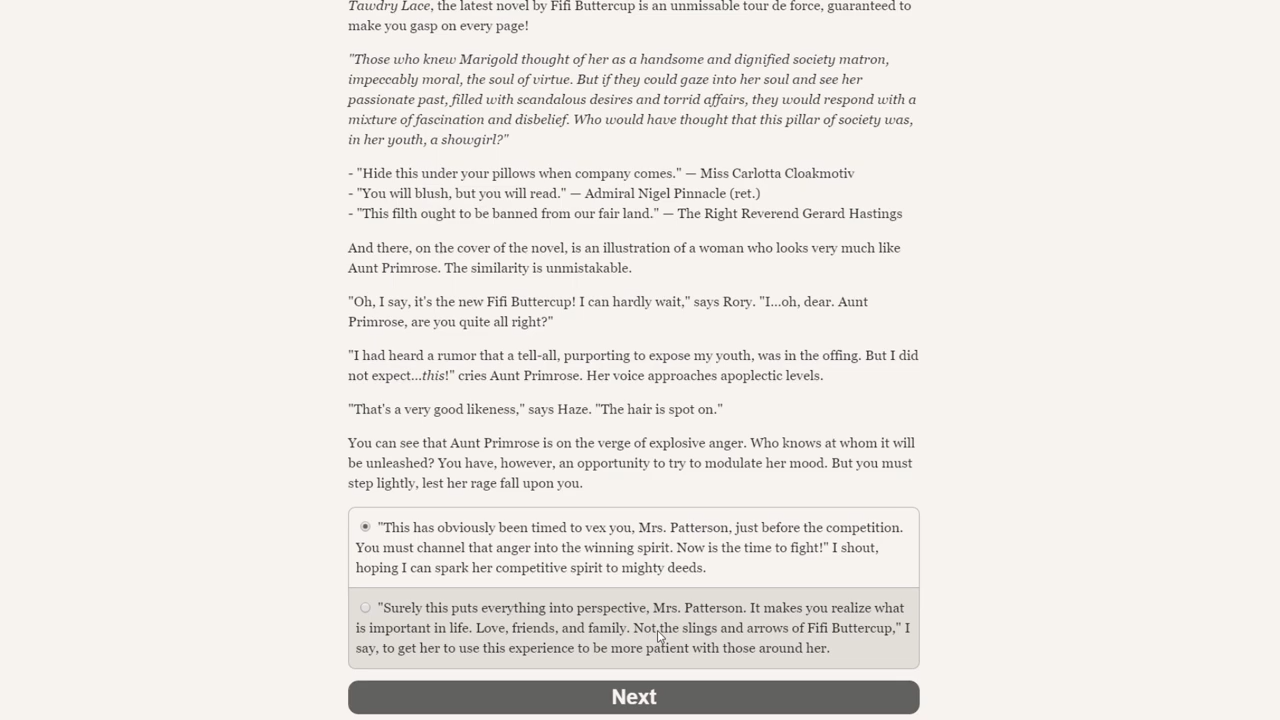 Tawdry Lace, the latest novel by Fifi Buttercup is an unmissable tour de force, guaranteed to
make you gasp on every page!
"Those who knew Marigold thought of her as a handsome and dignified society matron,
impeccably moral, the soul of virtue. But if they could gaze into her soul and see her
passionate past, filled with scandalous desires and torrid affairs, they would respond with a
mixture of fascination and disbelief. Who would have thought that this pillar of society was,
in her youth, a showgirl?"
- "Hide this under your pillows when company comes." — Miss Carlotta Cloakmotiv
- "You will blush, but you will read." — Admiral Nigel Pinnacle (ret.)
- "This filth ought to be banned from our fair land." — The Right Reverend Gerard Hastings
And there, on the cover of the novel, is an illustration of a woman who looks very much like
Aunt Primrose. The similarity is unmistakable.
"Oh, I say, it's the new Fifi Buttercup! I can hardly wait," says Rory. "I...oh, dear. Aunt
Primrose, are you quite all right?"
"I had heard a rumor that a tell-all, purporting to expose my youth, was in the offing. But I did
not expect...this!" cries Aunt Primrose. Her voice approaches apoplectic levels.
"That's a very good likeness," says Haze. "The hair is spot on."
You can see that Aunt Primrose is on the verge of explosive anger. Who knows at whom it will
be unleashed? You have, however, an opportunity to try to modulate her mood. But you must
step lightly, lest her rage fall upon you.
"This has obviously been timed to vex you, Mrs. Patterson, just before the competition.
You must channel that anger into the winning spirit. Now is the time to fight!" I shout,
hoping I can spark her competitive spirit to mighty deeds.
"Surely this puts everything into perspective, Mrs. Patterson. It makes you realize what
is important in life. Love, friends, and family. Not the slings and arrows of Fifi Buttercup," I
say, to get her to use this experience to be more patient with those around her.
Next